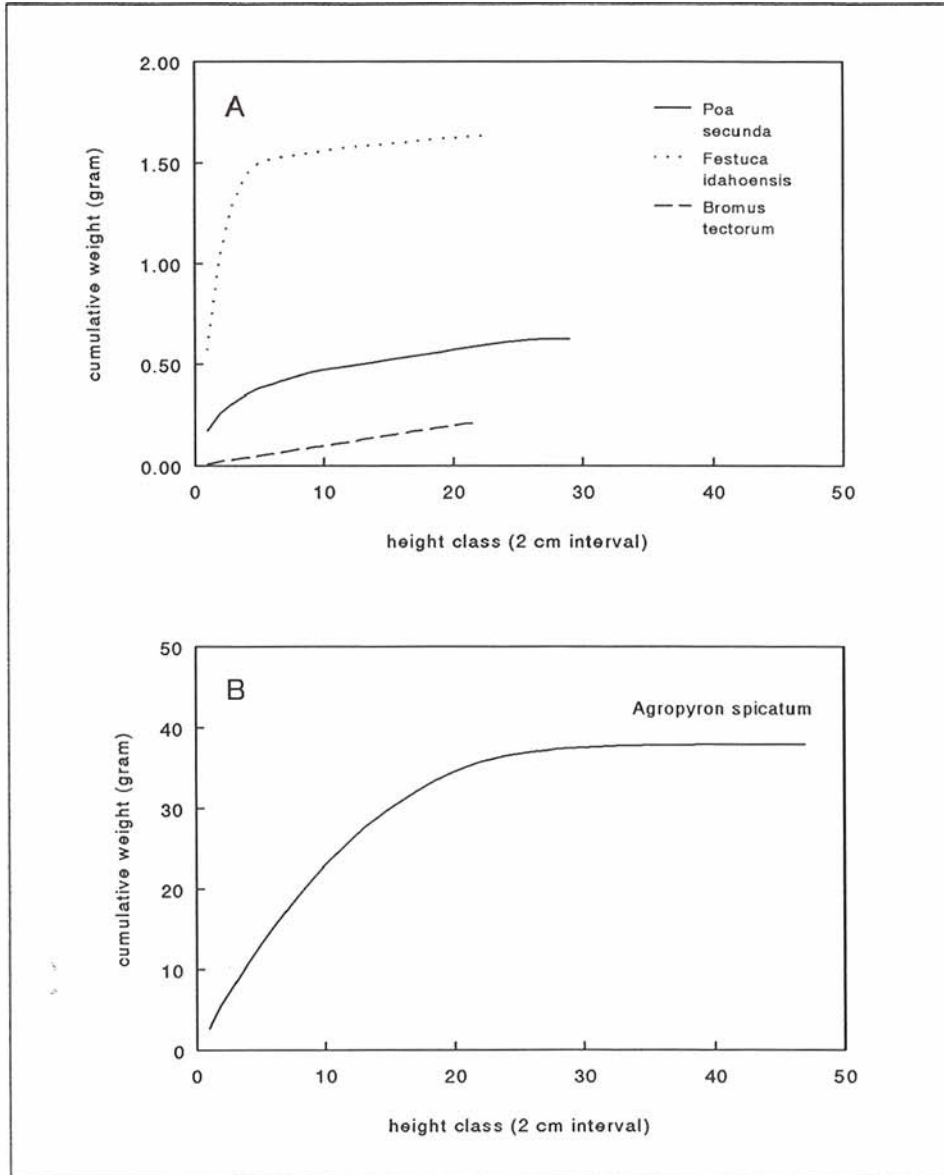 2.00
A
Poa
secunda
Festuca
idahoensis
Bromus
tectorum
1.50
1.00
0.50
0.00
cumulative weight (gram)
0 10 20 30 40 50
height class (2 cm interval)
50
B
Agropyron spicatum
40
30
20
10
0
cumulative weight (gram)
0 10 20 30 40 50
height class (2 cm interval)